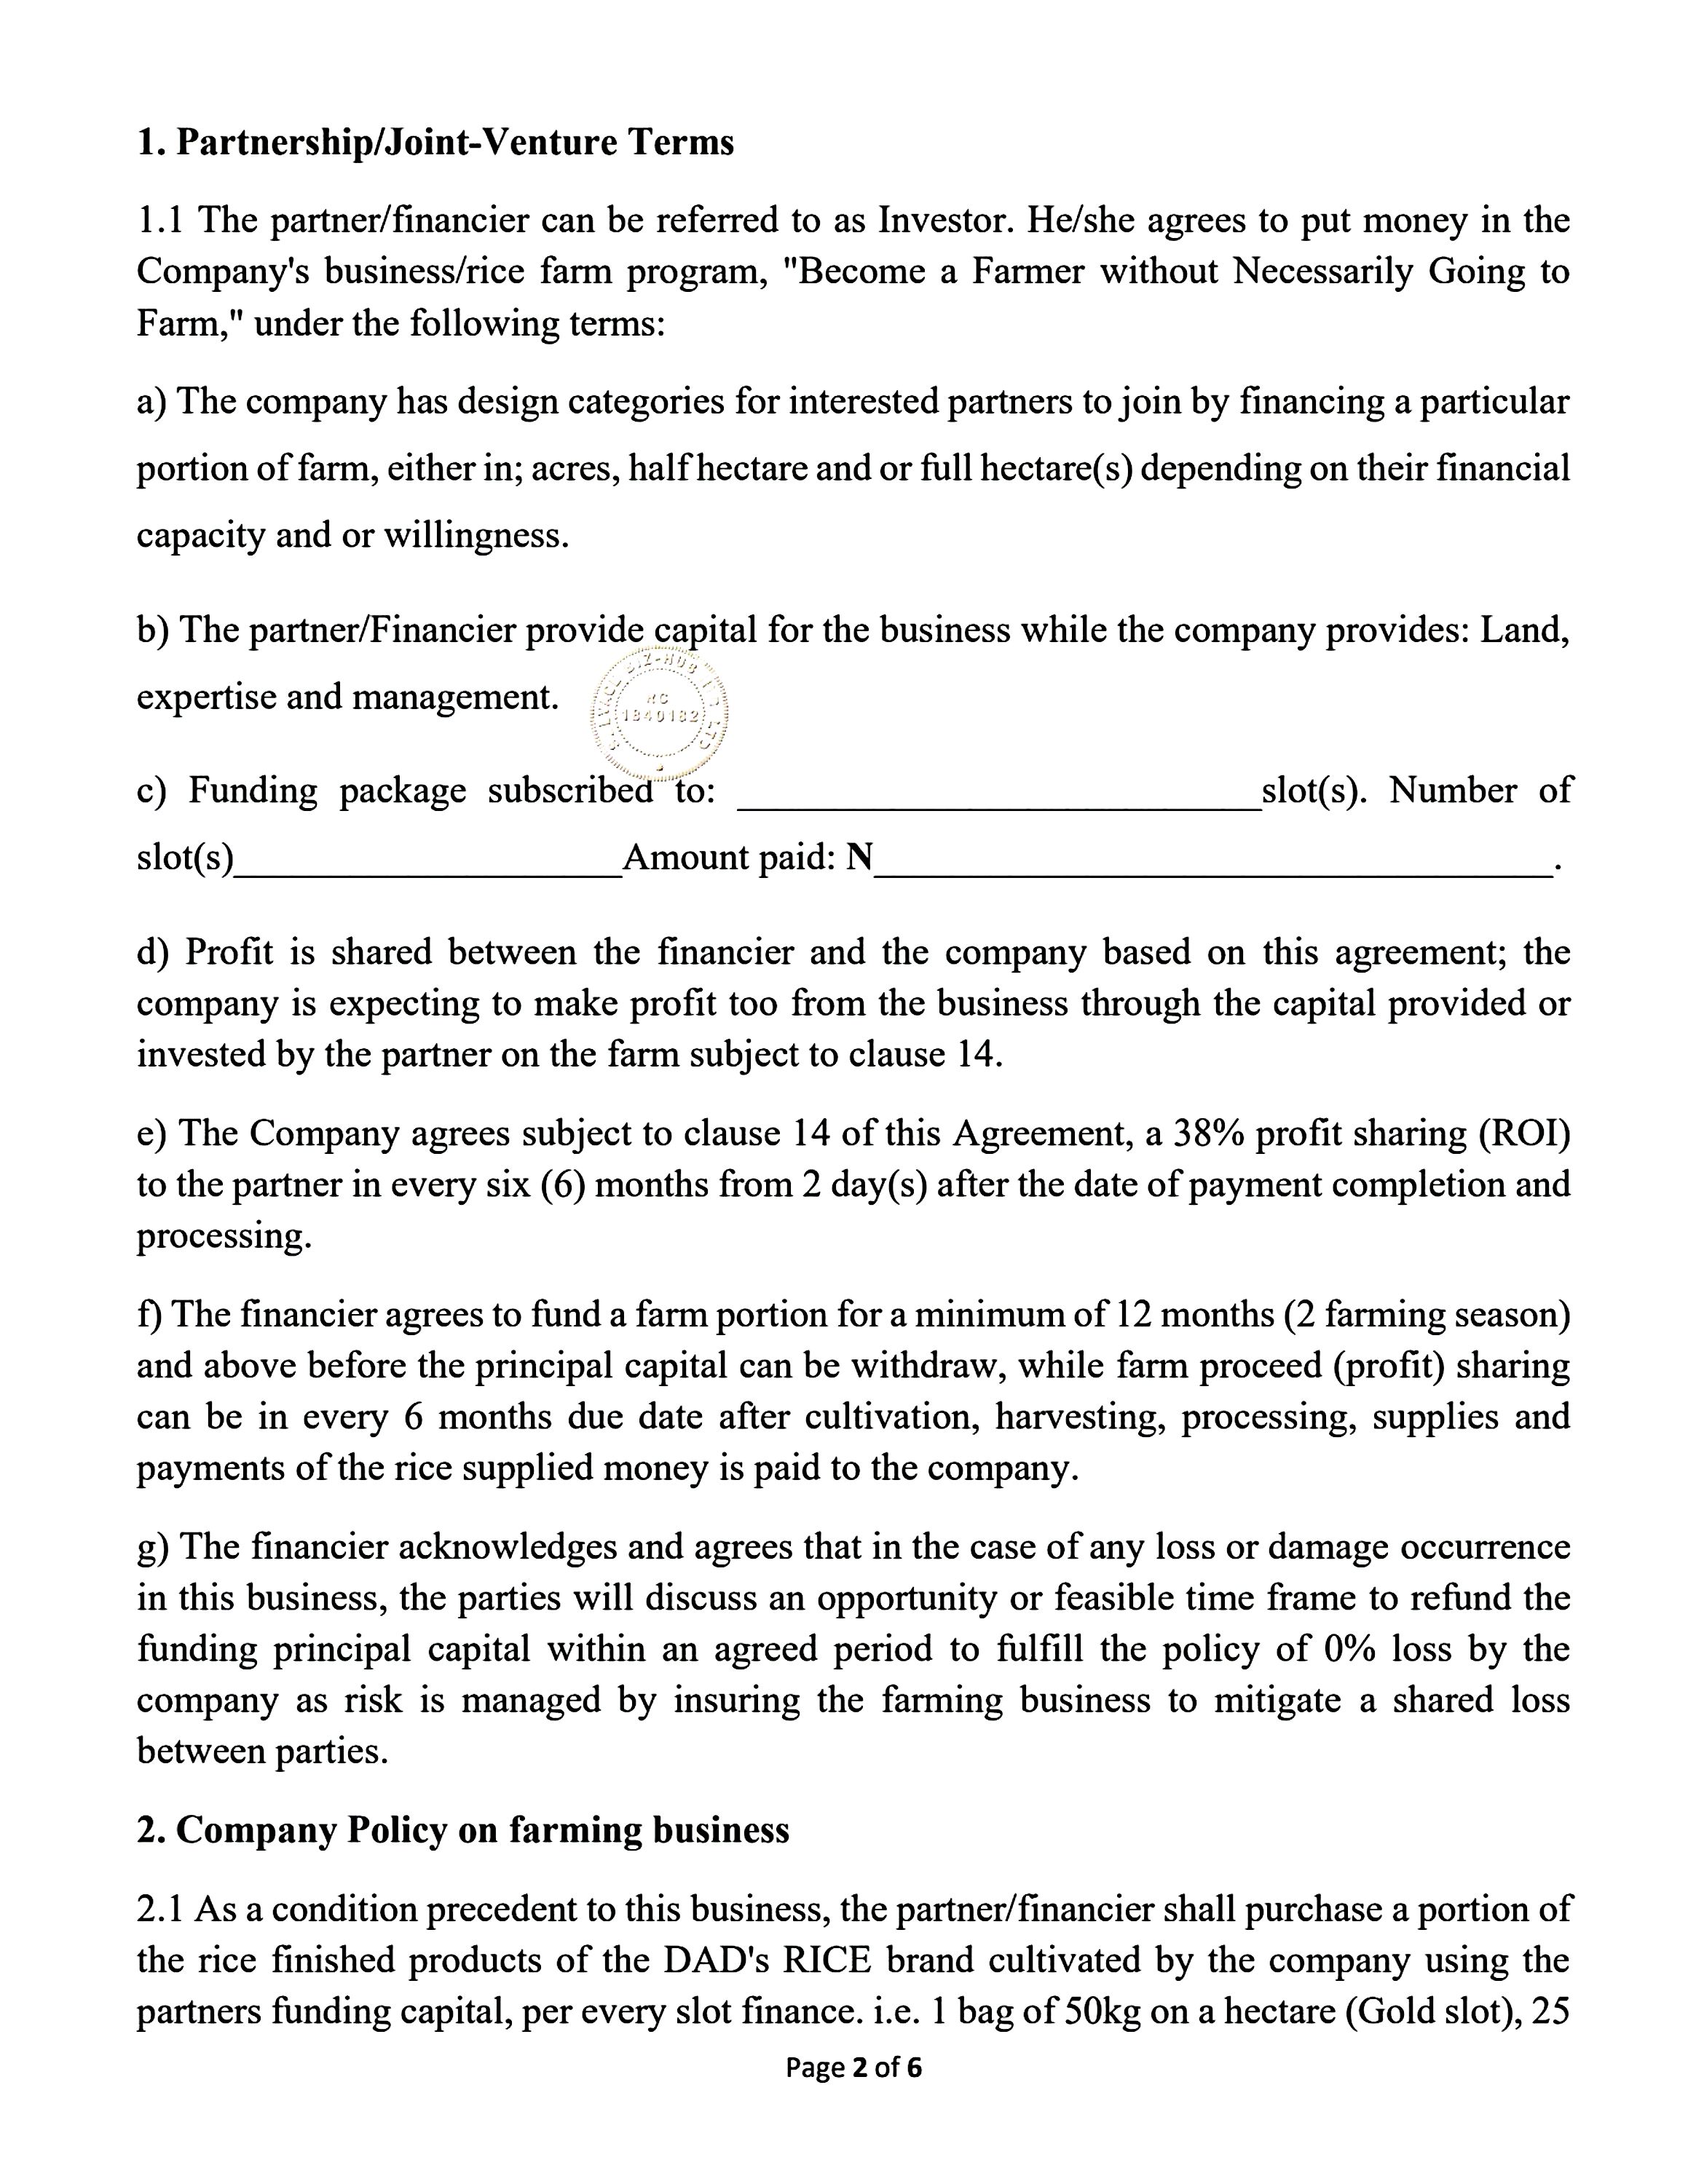 1. Partnership/Joint-Venture Terms
1.1 The partner/financier can be referred to as Investor. He/she agrees to put money in the
Company's business/rice farm program, "Become a Farmer without Necessarily Going to
Farm," under the following terms:
a) The company has design categories for interested partners to join by financing a particular
portion of farm, either in; acres, half hectare and or full hectare(s) depending on their financial
capacity and or willingness.
b) The partner/Financier provide capital for the business while the company provides: Land,
expertise and management.
BIZ-HUB LTD
RC
1840182
c) Funding package subscribed to: ________________________slot(s). Number of
slot(s)__________________Amount paid: N________________________________.
d) Profit is shared between the financier and the company based on this agreement; the
company is expecting to make profit too from the business through the capital provided or
invested by the partner on the farm subject to clause 14.
e) The Company agrees subject to clause 14 of this Agreement, a 38% profit sharing (ROI)
to the partner in every six (6) months from 2 day(s) after the date of payment completion and
processing.
f) The financier agrees to fund a farm portion for a minimum of 12 months (2 farming season)
and above before the principal capital can be withdraw, while farm proceed (profit) sharing
can be in every 6 months due date after cultivation, harvesting, processing, supplies and
payments of the rice supplied money is paid to the company.
g) The financier acknowledges and agrees that in the case of any loss or damage occurrence
in this business, the parties will discuss an opportunity or feasible time frame to refund the
funding principal capital within an agreed period to fulfill the policy of 0% loss by the
company as risk is managed by insuring the farming business to mitigate a shared loss
between parties.
2. Company Policy on farming business
2.1 As a condition precedent to this business, the partner/financier shall purchase a portion of
the rice finished products of the DAD's RICE brand cultivated by the company using the
partners funding capital, per every slot finance. i.e. 1 bag of 50kg on a hectare (Gold slot), 25
Page 2 of 6